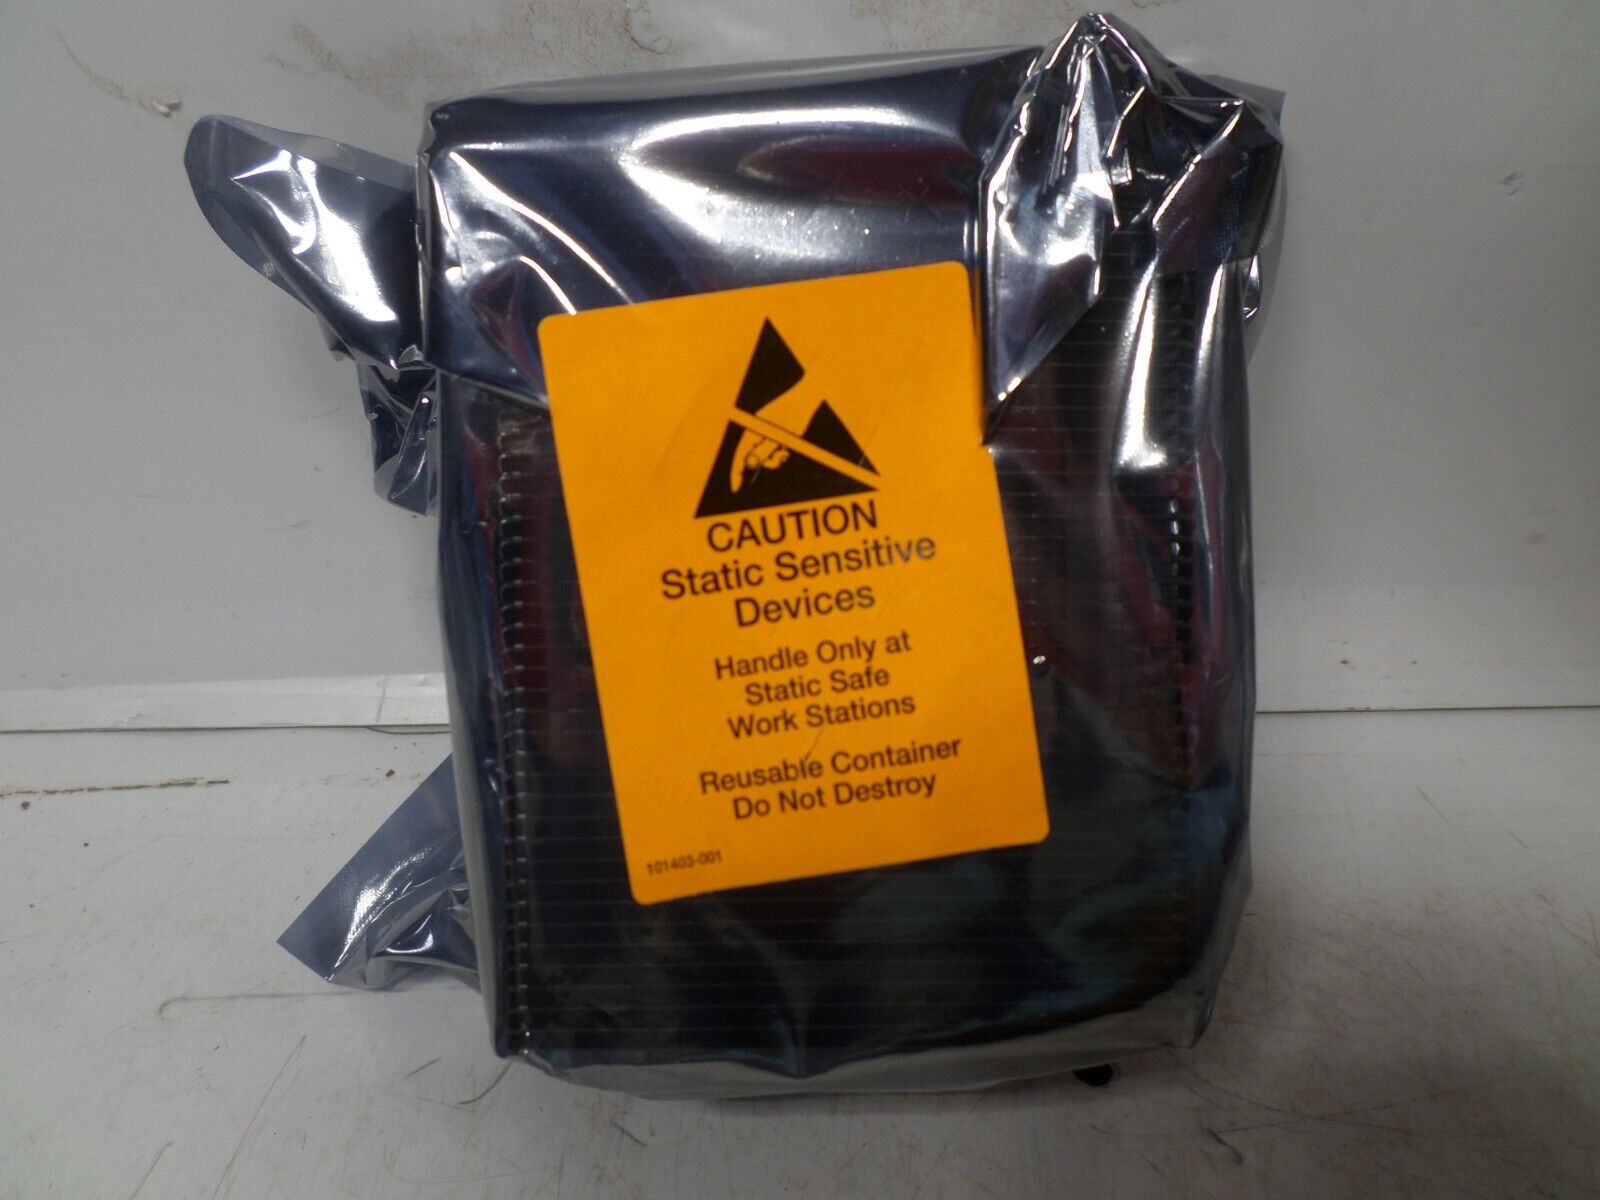 CAUTION
Static Sensitive
Devices
Handle Only at
Static Safe
Work Stations
Reusable Container
Do Not Destroy
101403-001